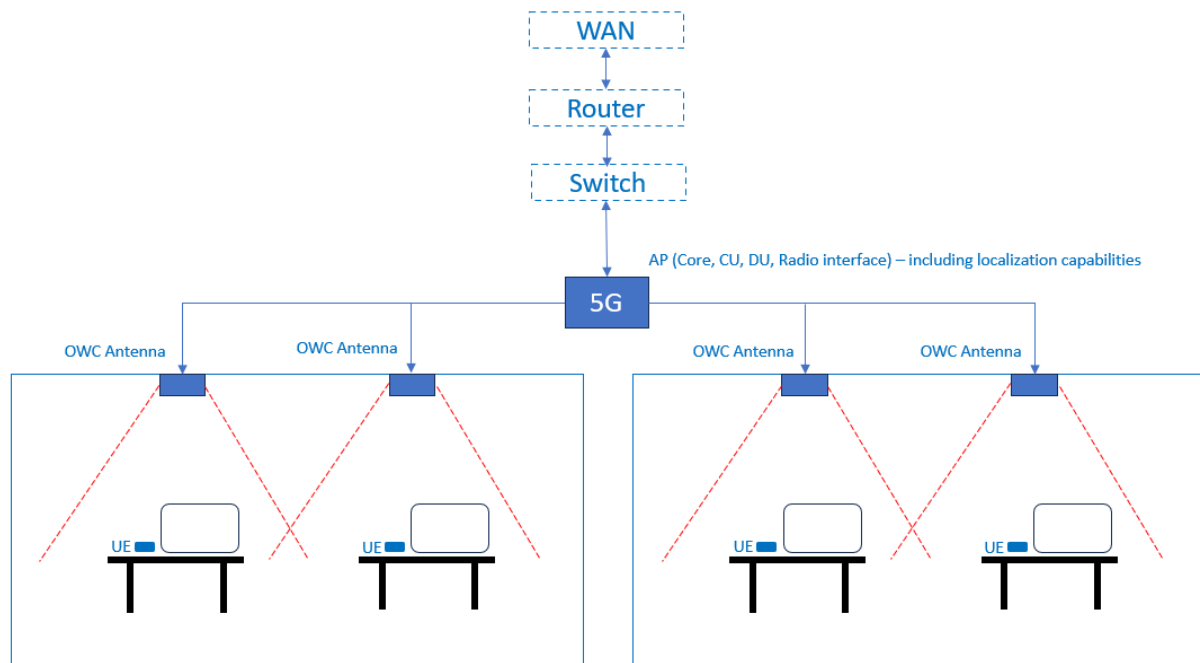 WAN
Router
Switch
AP (Core, CU, DU, Radio interface) – including localization capabilities
5G
OWC Antenna
OWC Antenna
OWC Antenna
OWC Antenna
UE
UE
UE
UE